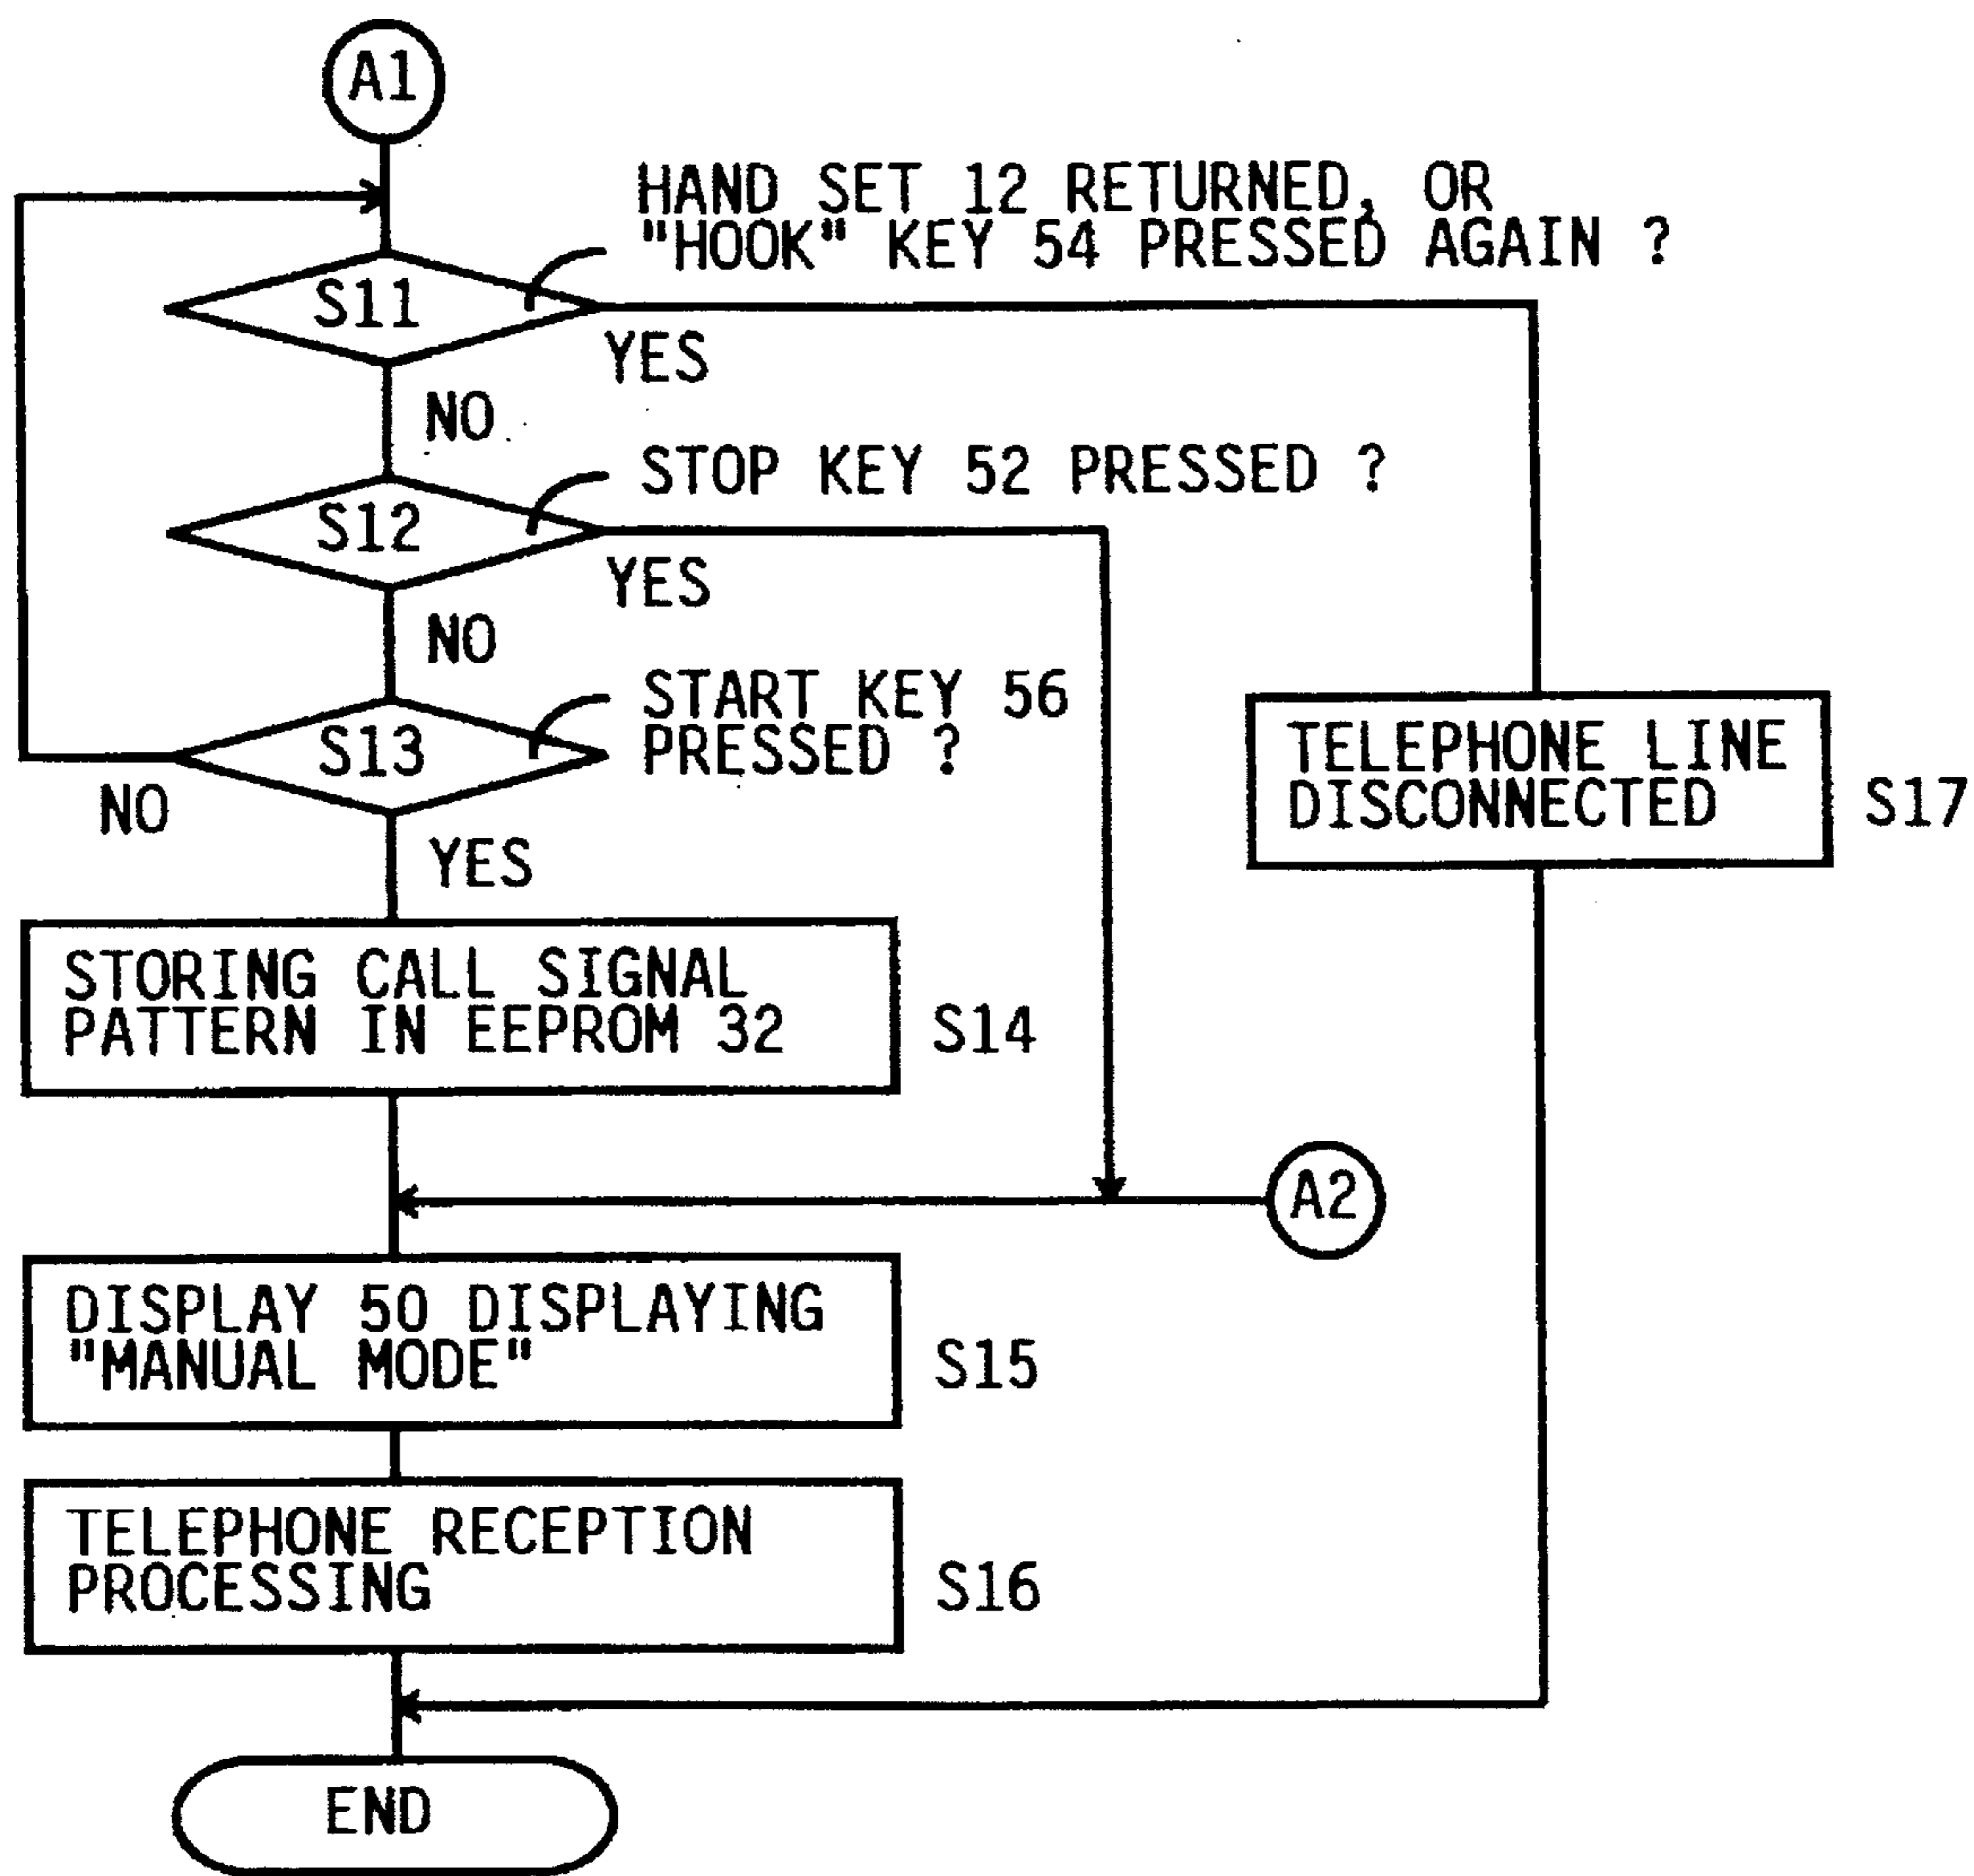 A1
HAND SET 12 RETURNED, OR
"HOOK" KEY 54 PRESSED AGAIN ?
S11
YES
NO
STOP KEY 52 PRESSED ?
S12
YES
NO
START KEY 56
PRESSED ?
S13
NO
YES
TELEPHONE LINE
DISCONNECTED
S17
STORING CALL SIGNAL
PATTERN IN EEPROM 32
S14
A2
DISPLAY 50 DISPLAYING
"MANUAL MODE"
S15
TELEPHONE RECEPTION
PROCESSING
S16
END